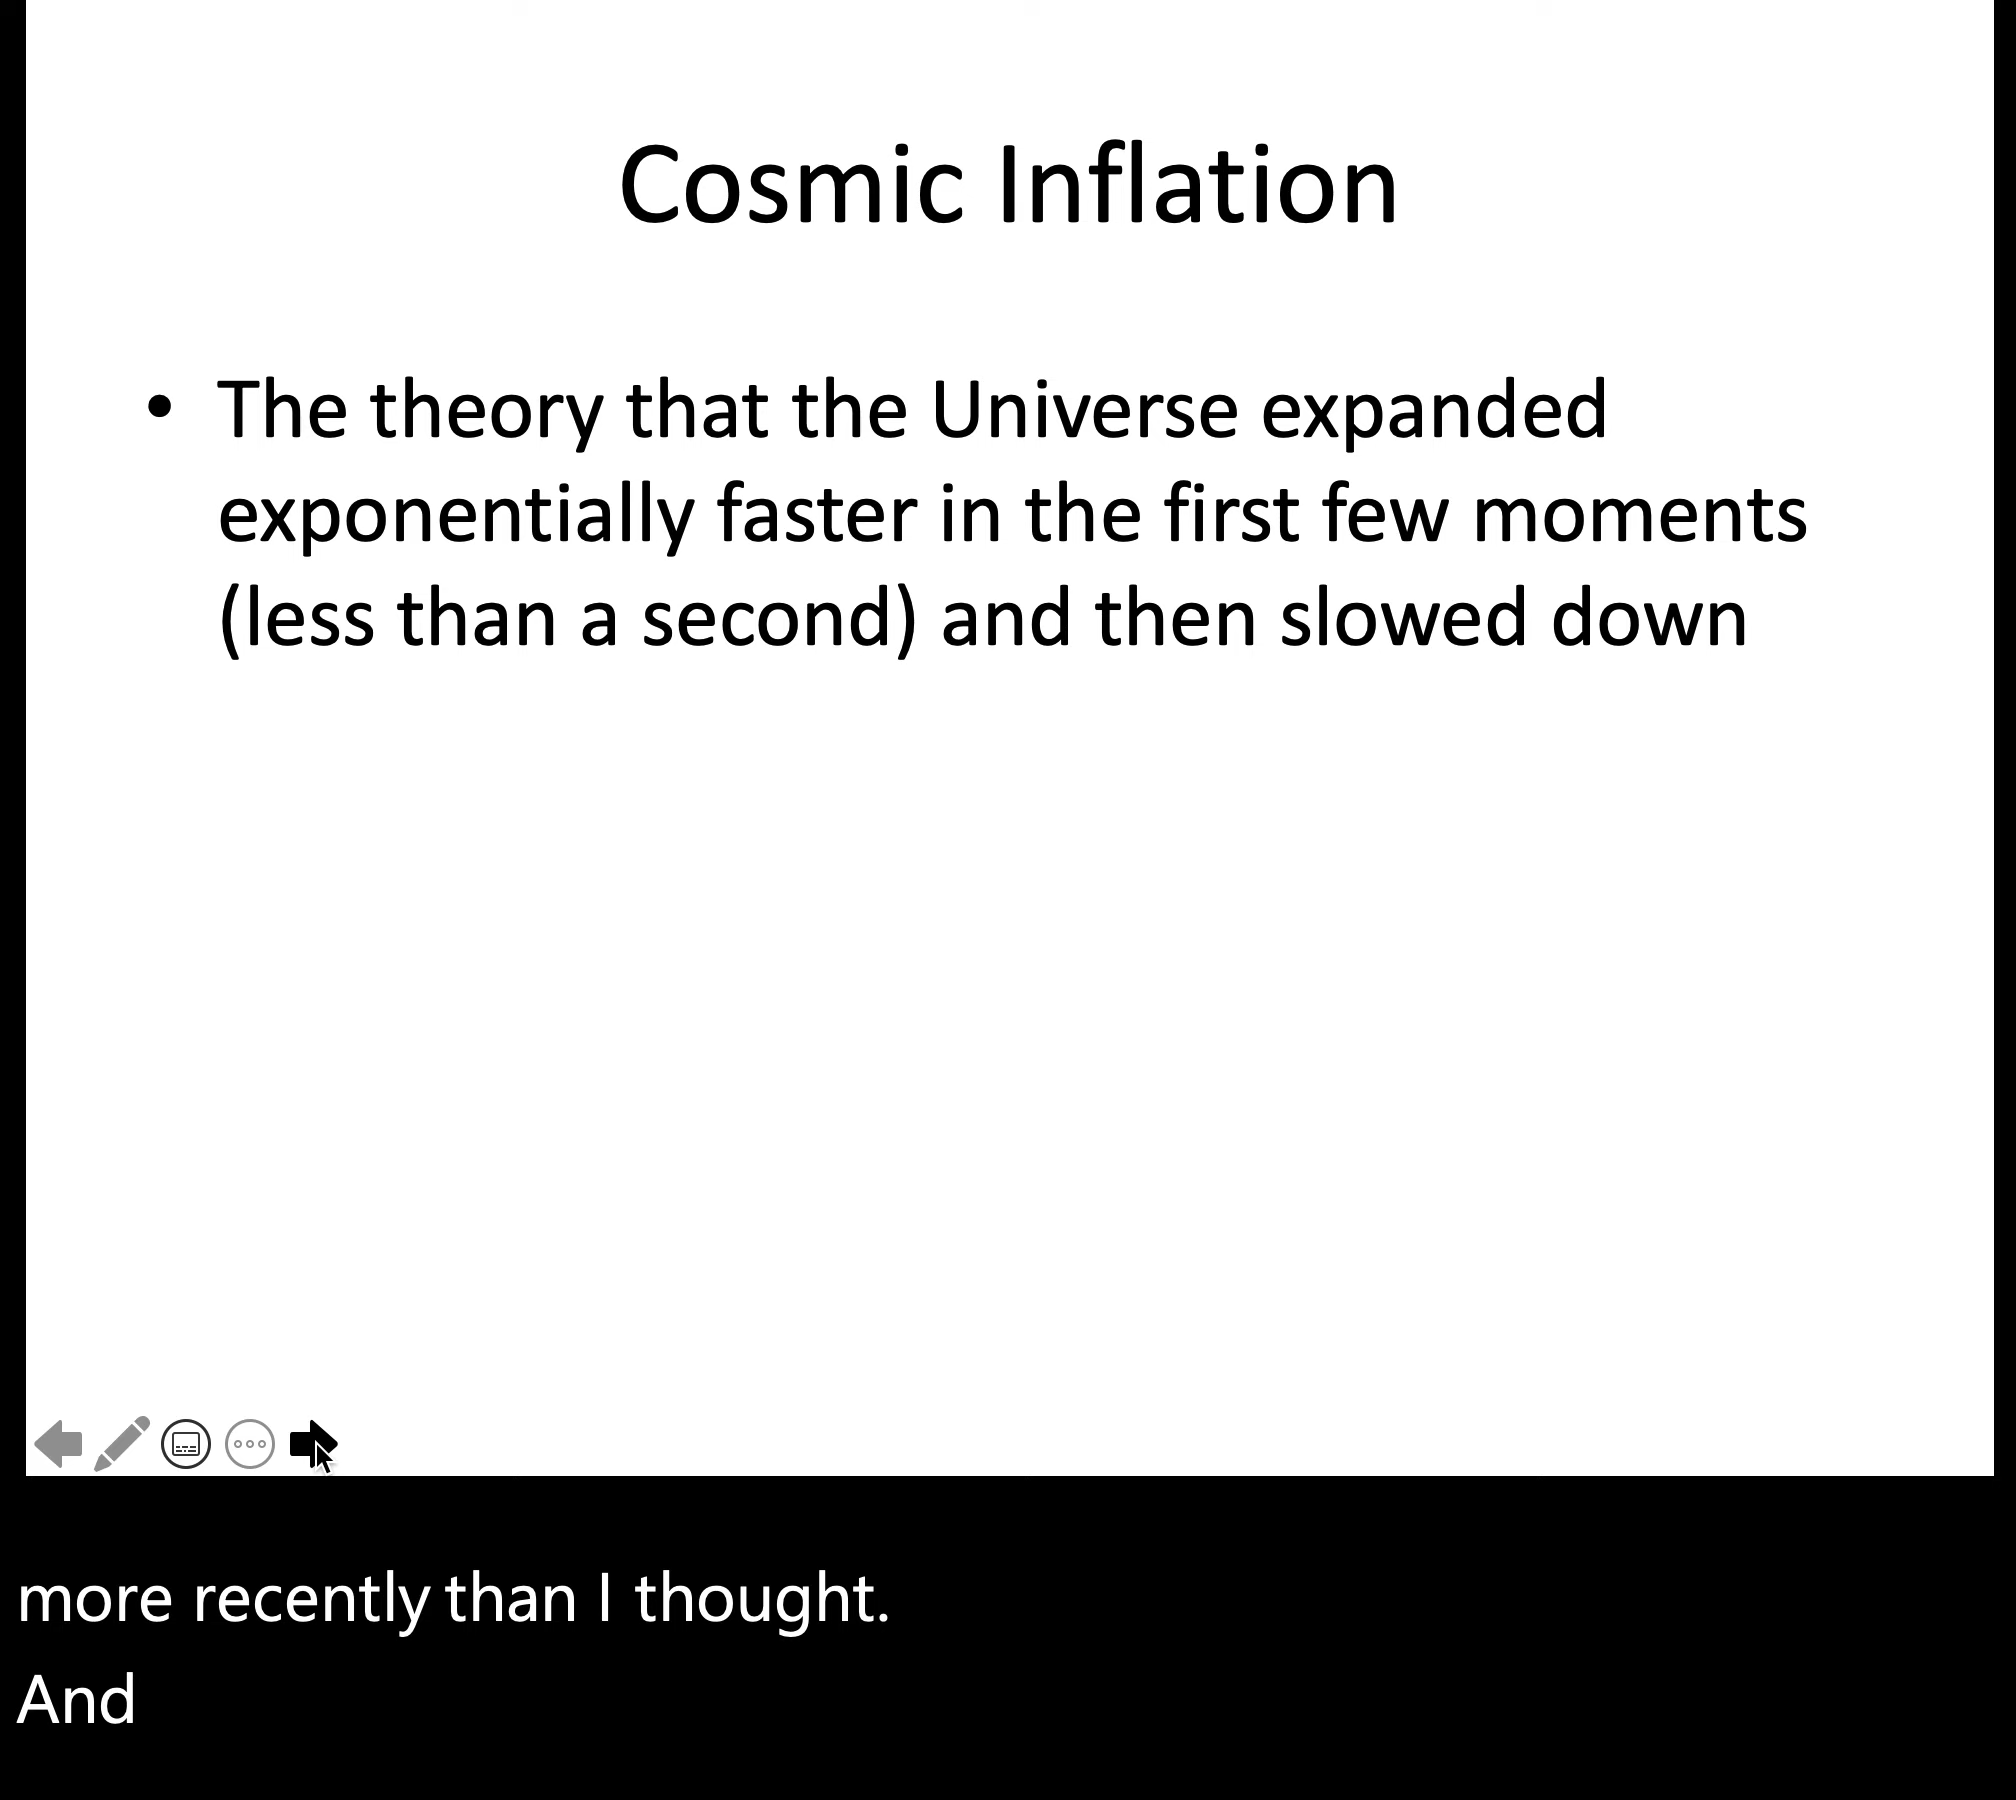 Cosmic Inflation
• The theory that the Universe expanded
exponentially faster in the first few moments
(less than a second) and then slowed down
more recently than I thought.
And